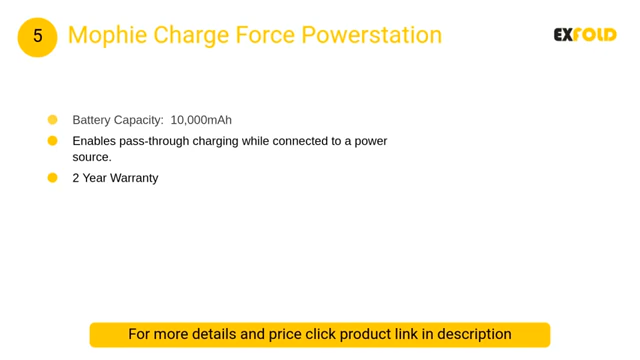 5
Mophie Charge Force Powerstation
EXFOLD
Battery Capacity:  10,000mAh
Enables pass-through charging while connected to a power
source.
2 Year Warranty
For more details and price click product link in description